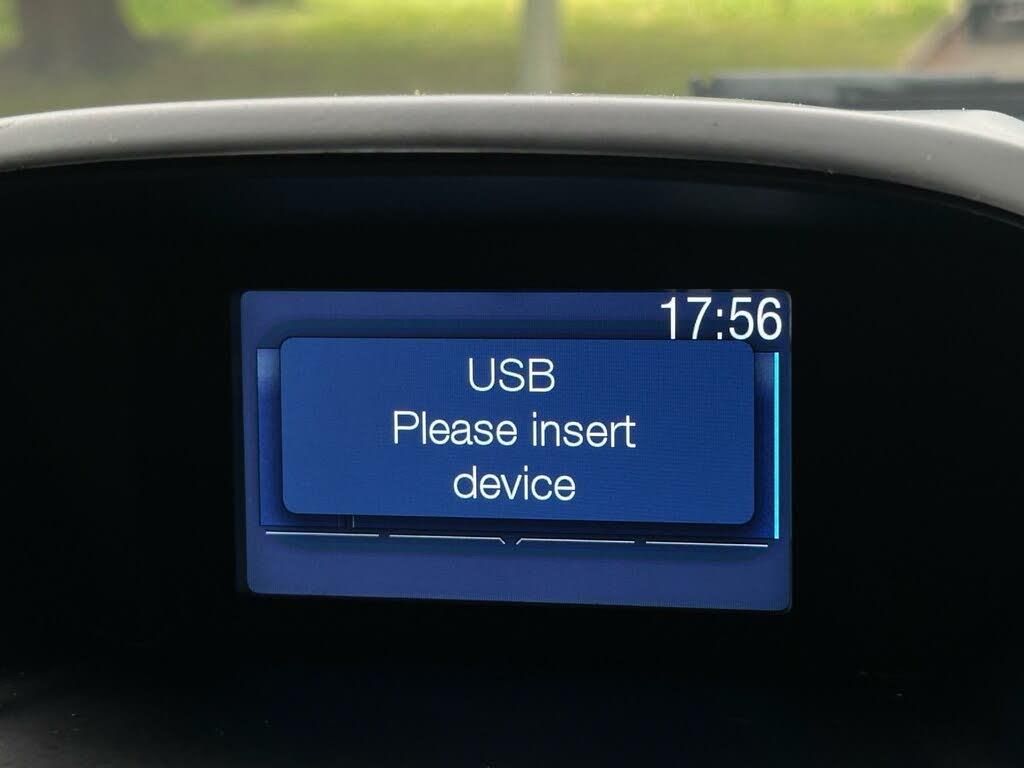 17:56
USB
Please insert
device